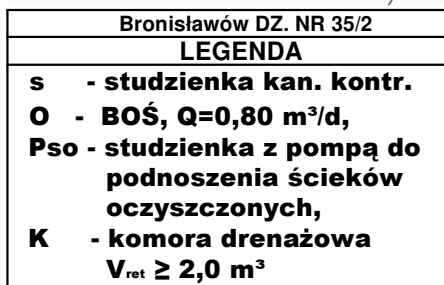 Bronisławów DZ. NR 35/2
LEGENDA
s - studzienka kan. kontr.
O - BOŚ, Q=0,80 m³/d,
Pso - studzienka z pompą do
podnoszenia ścieków
oczyszczonych,
K - komora drenażowa
Vret ≥ 2,0 m³